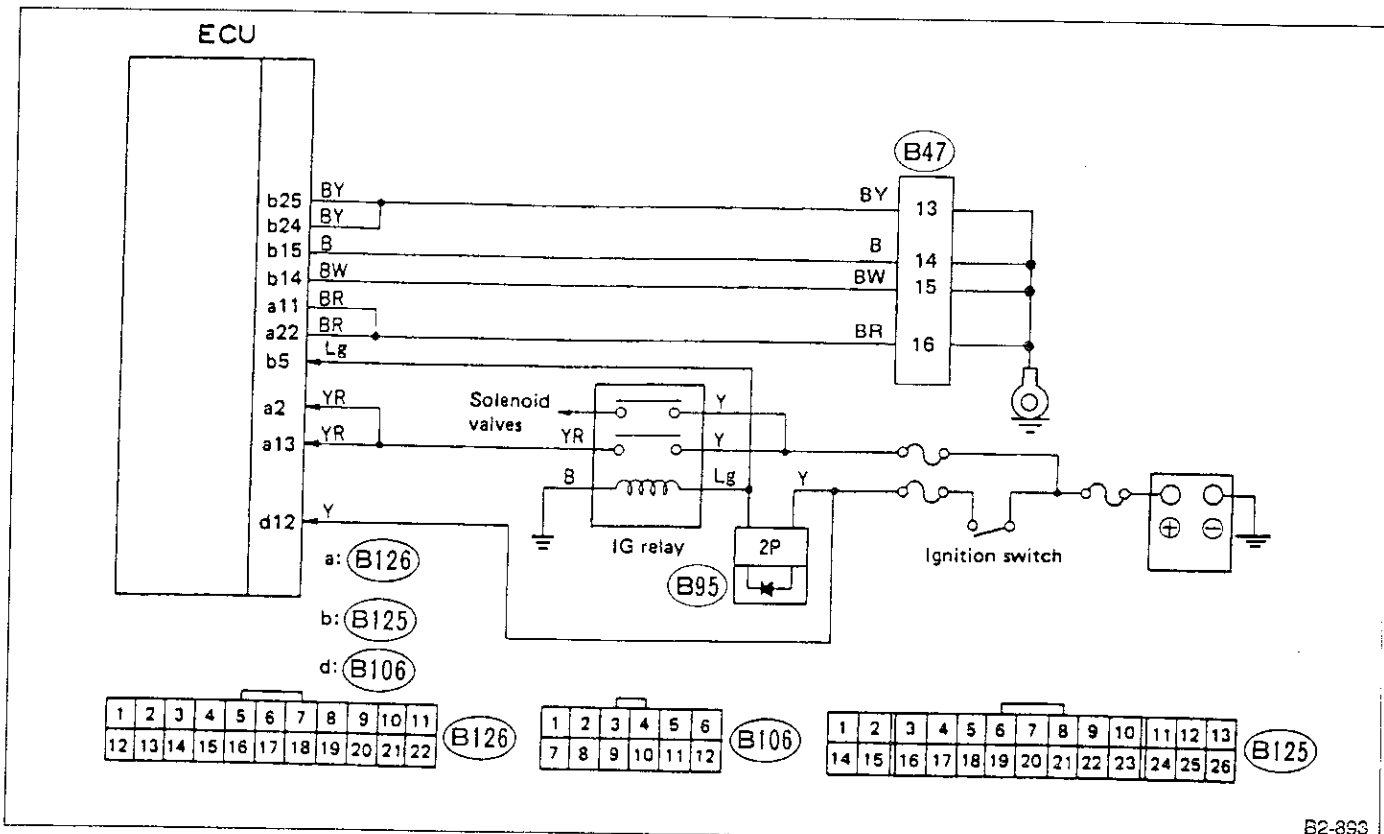 ECU
B47
b25 BY BY 13
b24 BY
b15 B B 14
b14 BW BW 15
a11 BR
a22 BR BR 16
b5 Lg
a2 YR Solenoid valves Y
a13 YR YR Y
B Lg Y
d12 Y
IG relay
2P
Ignition switch
⊕ ⊖
B95
a: B126
b: B125
d: B106
1 2 3 4 5 6 7 8 9 10 11
12 13 14 15 16 17 18 19 20 21 22
B126
1 2 3 4 5 6
7 8 9 10 11 12
B106
1 2 3 4 5 6 7 8 9 10 11 12 13
14 15 16 17 18 19 20 21 22 23 24 25 26
B125
B2-893